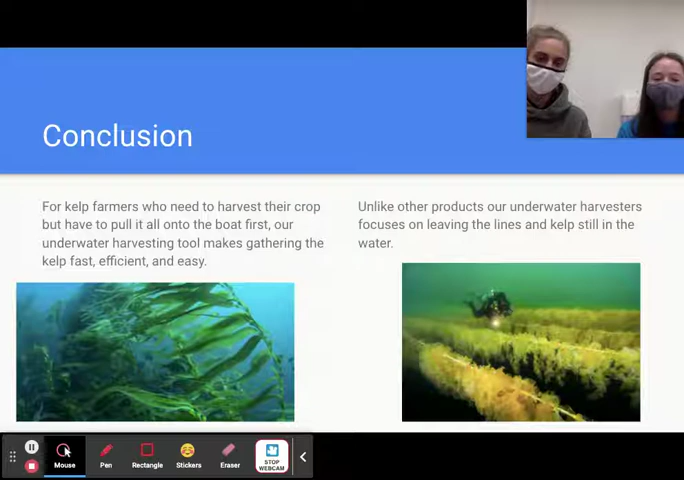 Conclusion
For kelp farmers who need to harvest their crop
but have to pull it all onto the boat first, our
underwater harvesting tool makes gathering the
kelp fast, efficient, and easy.
Unlike other products our underwater harvesters
focuses on leaving the lines and kelp still in the
water.
Mouse
Pen
Rectangle
Stickers
Eraser
STOP
WEBCAM